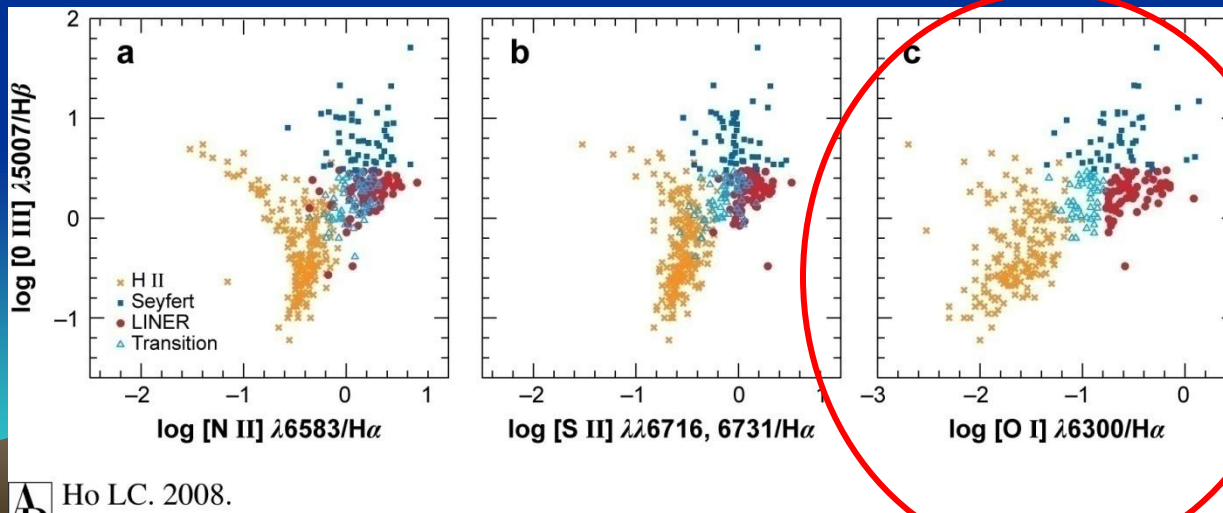 2
1
0
−1
log [0 III] λ5007/Hβ
a
× H II
■ Seyfert
● LINER
△ Transition
−2 −1 0 1
log [N II] λ6583/Hα
b
−2 −1 0 1
log [S II] λλ6716, 6731/Hα
c
−3 −2 −1 0
log [O I] λ6300/Hα
Ho LC. 2008.